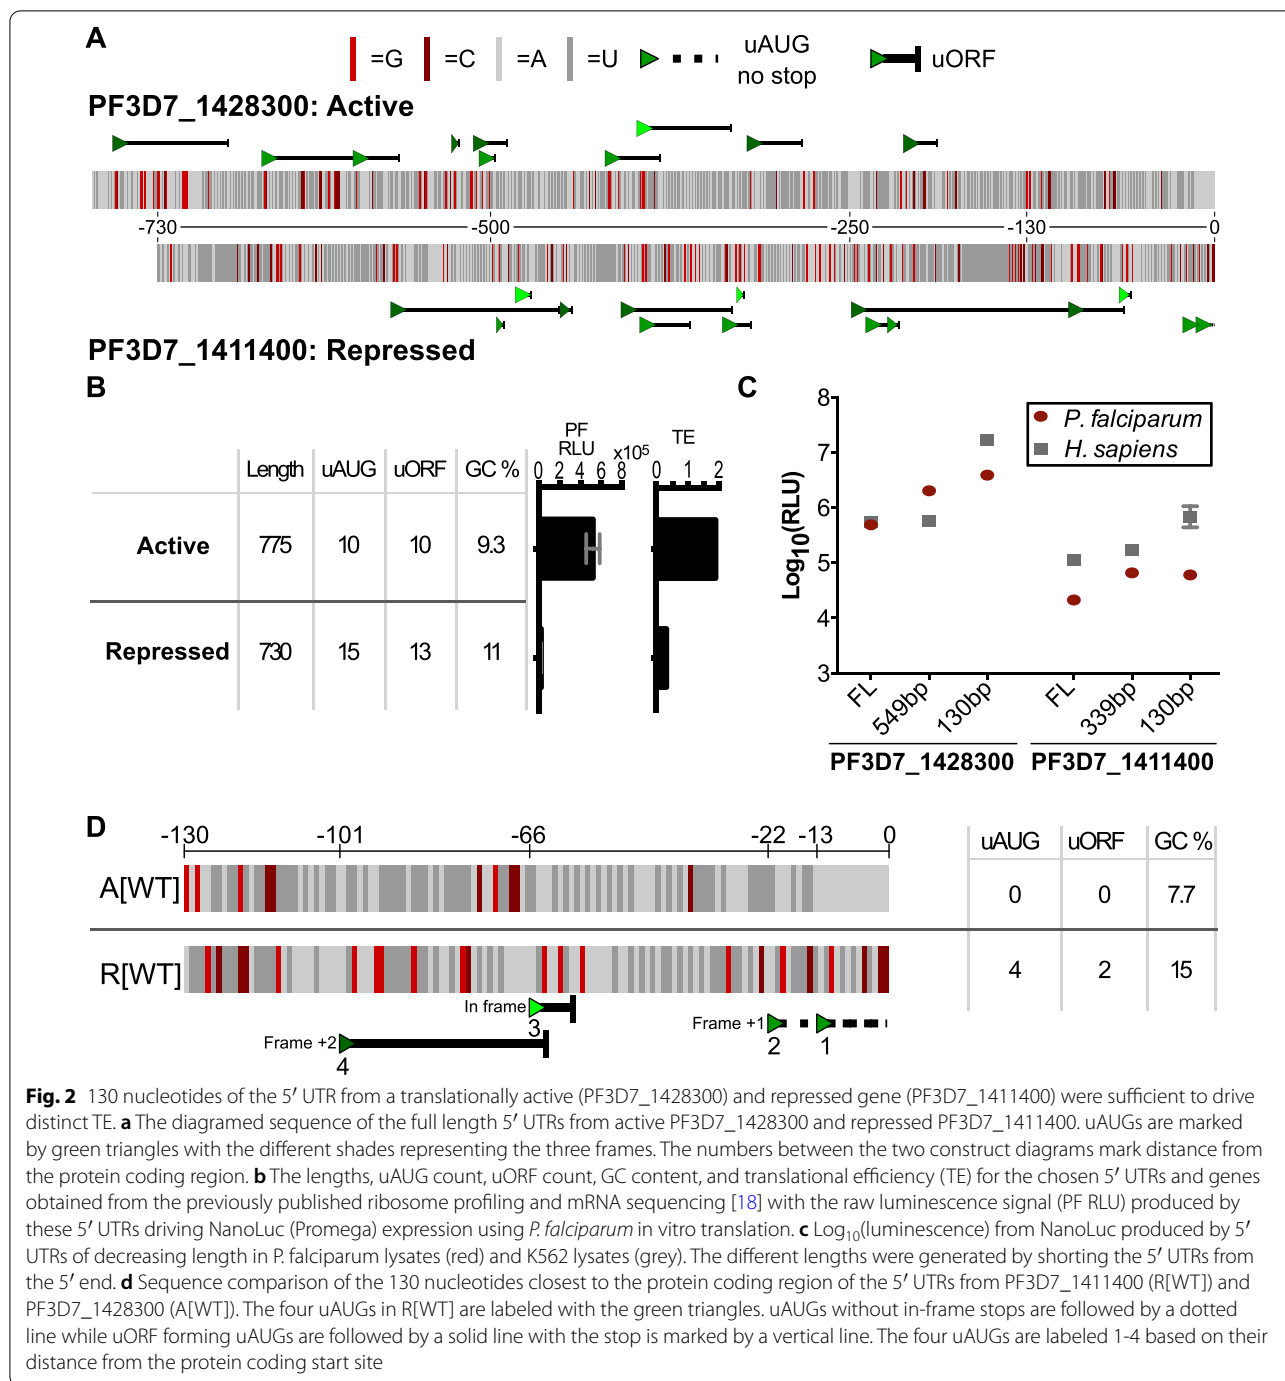 A
=G =C =A =U uAUG no stop uORF
PF3D7_1428300: Active
-730 -500 -250 -130 0
PF3D7_1411400: Repressed
B
Length uAUG uORF GC % PF RLU x10⁵ TE
0 2 4 6 8 0 1 2
Active 775 10 10 9.3
Repressed 730 15 13 11
C
Log10(RLU)
8
7
6
5
4
3
P. falciparum
H. sapiens
FL 549bp 130bp FL 339bp 130bp
PF3D7_1428300 PF3D7_1411400
D
-130 -101 -66 -22 -13 0
uAUG uORF GC %
A[WT] 0 0 7.7
R[WT] 4 2 15
In frame 3
Frame +1 2 1
Frame +2 4
Fig. 2 130 nucleotides of the 5′ UTR from a translationally active (PF3D7_1428300) and repressed gene (PF3D7_1411400) were sufficient to drive
distinct TE. a The diagramed sequence of the full length 5′ UTRs from active PF3D7_1428300 and repressed PF3D7_1411400. uAUGs are marked
by green triangles with the different shades representing the three frames. The numbers between the two construct diagrams mark distance from
the protein coding region. b The lengths, uAUG count, uORF count, GC content, and translational efficiency (TE) for the chosen 5′ UTRs and genes
obtained from the previously published ribosome profiling and mRNA sequencing [18] with the raw luminescence signal (PF RLU) produced by
these 5′ UTRs driving NanoLuc (Promega) expression using P. falciparum in vitro translation. c Log10(luminescence) from NanoLuc produced by 5′
UTRs of decreasing length in P. falciparum lysates (red) and K562 lysates (grey). The different lengths were generated by shorting the 5′ UTRs from
the 5′ end. d Sequence comparison of the 130 nucleotides closest to the protein coding region of the 5′ UTRs from PF3D7_1411400 (R[WT]) and
PF3D7_1428300 (A[WT]). The four uAUGs in R[WT] are labeled with the green triangles. uAUGs without in-frame stops are followed by a dotted
line while uORF forming uAUGs are followed by a solid line with the stop is marked by a vertical line. The four uAUGs are labeled 1-4 based on their
distance from the protein coding start site